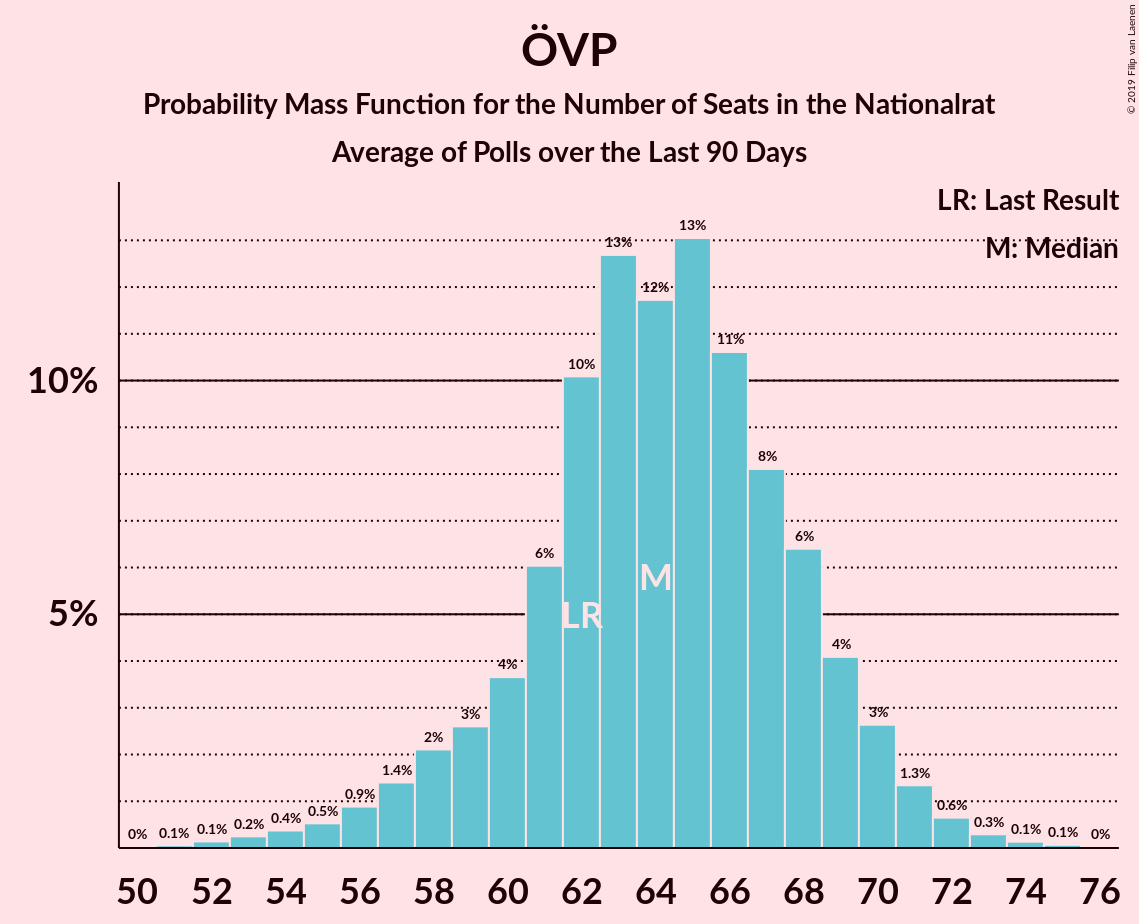 © 2019 Filip van Laenen
ÖVP
Probability Mass Function for the Number of Seats in the Nationalrat
Average of Polls over the Last 90 Days
LR: Last Result
M: Median
10%
5%
0% 0.1% 0.1% 0.2% 0.4% 0.5% 0.9% 1.4% 2% 3% 4% 6% 10% 13% 12% 13% 11% 8% 6% 4% 3% 1.3% 0.6% 0.3% 0.1% 0.1% 0%
LR
M
50 52 54 56 58 60 62 64 66 68 70 72 74 76